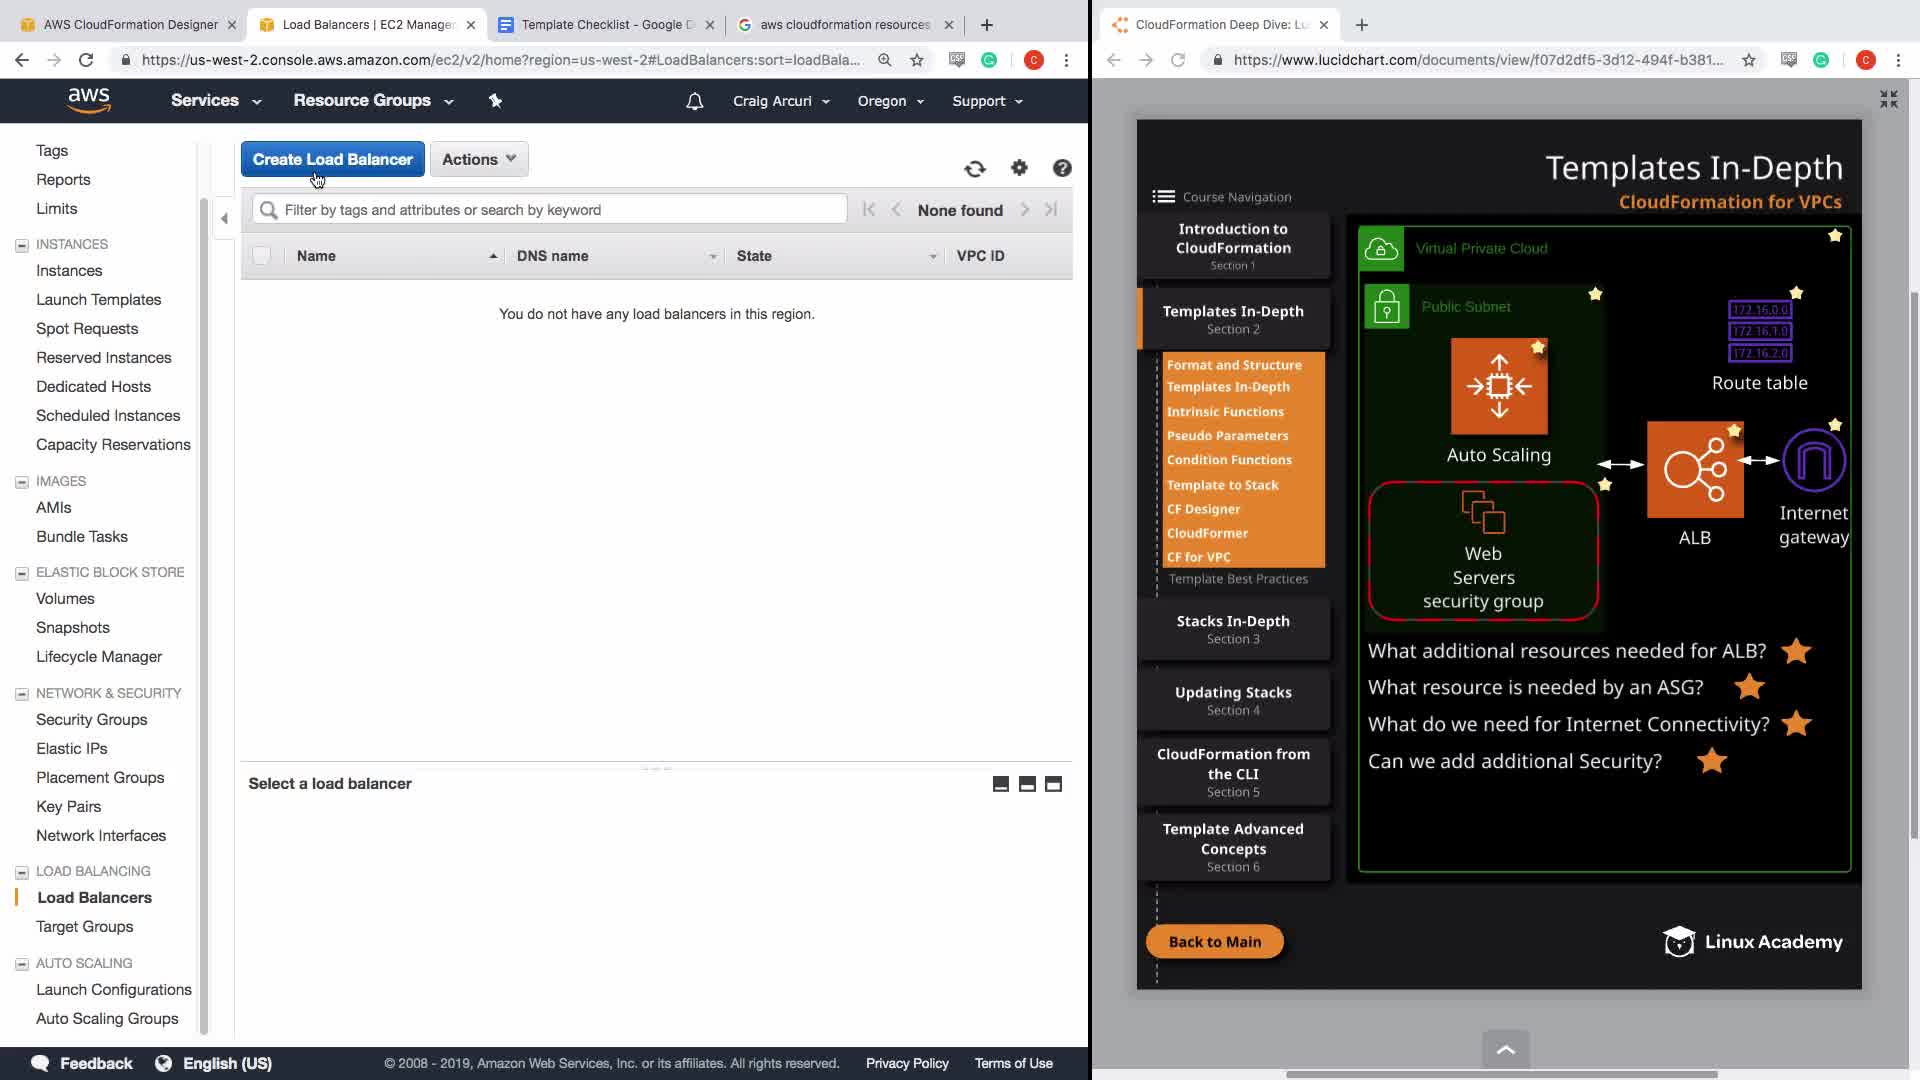 AWS CloudFormation Designer
Load Balancers | EC2 Manage
Template Checklist - Google D
aws cloudformation resources
CloudFormation Deep Dive: Lu
https://us-west-2.console.aws.amazon.com/ec2/v2/home?region=us-west-2#LoadBalancers:sort=loadBala...
C
https://www.lucidchart.com/documents/view/f07d2df5-3d12-494f-b381...
C
aws
Services
Resource Groups
Craig Arcuri
Oregon
Support
Tags
Reports
Limits
INSTANCES
Instances
Launch Templates
Spot Requests
Reserved Instances
Dedicated Hosts
Scheduled Instances
Capacity Reservations
IMAGES
AMIs
Bundle Tasks
ELASTIC BLOCK STORE
Volumes
Snapshots
Lifecycle Manager
NETWORK & SECURITY
Security Groups
Elastic IPs
Placement Groups
Key Pairs
Network Interfaces
LOAD BALANCING
Load Balancers
Target Groups
AUTO SCALING
Launch Configurations
Auto Scaling Groups
Create Load Balancer
Actions
Filter by tags and attributes or search by keyword
None found
Name
DNS name
State
VPC ID
You do not have any load balancers in this region.
Select a load balancer
Feedback
English (US)
© 2008 - 2019, Amazon Web Services, Inc. or its affiliates. All rights reserved.
Privacy Policy
Terms of Use
Templates In-Depth
CloudFormation for VPCs
Course Navigation
Introduction to
CloudFormation
Section 1
Templates In-Depth
Section 2
Format and Structure
Templates In-Depth
Intrinsic Functions
Pseudo Parameters
Condition Functions
Template to Stack
CF Designer
CloudFormer
CF for VPC
Template Best Practices
Stacks In-Depth
Section 3
Updating Stacks
Section 4
CloudFormation from
the CLI
Section 5
Template Advanced
Concepts
Section 6
Back to Main
Virtual Private Cloud
Public Subnet
Auto Scaling
Web
Servers
security group
172.16.0.0
172.16.1.0
172.16.2.0
Route table
ALB
Internet
gateway
What additional resources needed for ALB?
What resource is needed by an ASG?
What do we need for Internet Connectivity?
Can we add additional Security?
Linux Academy